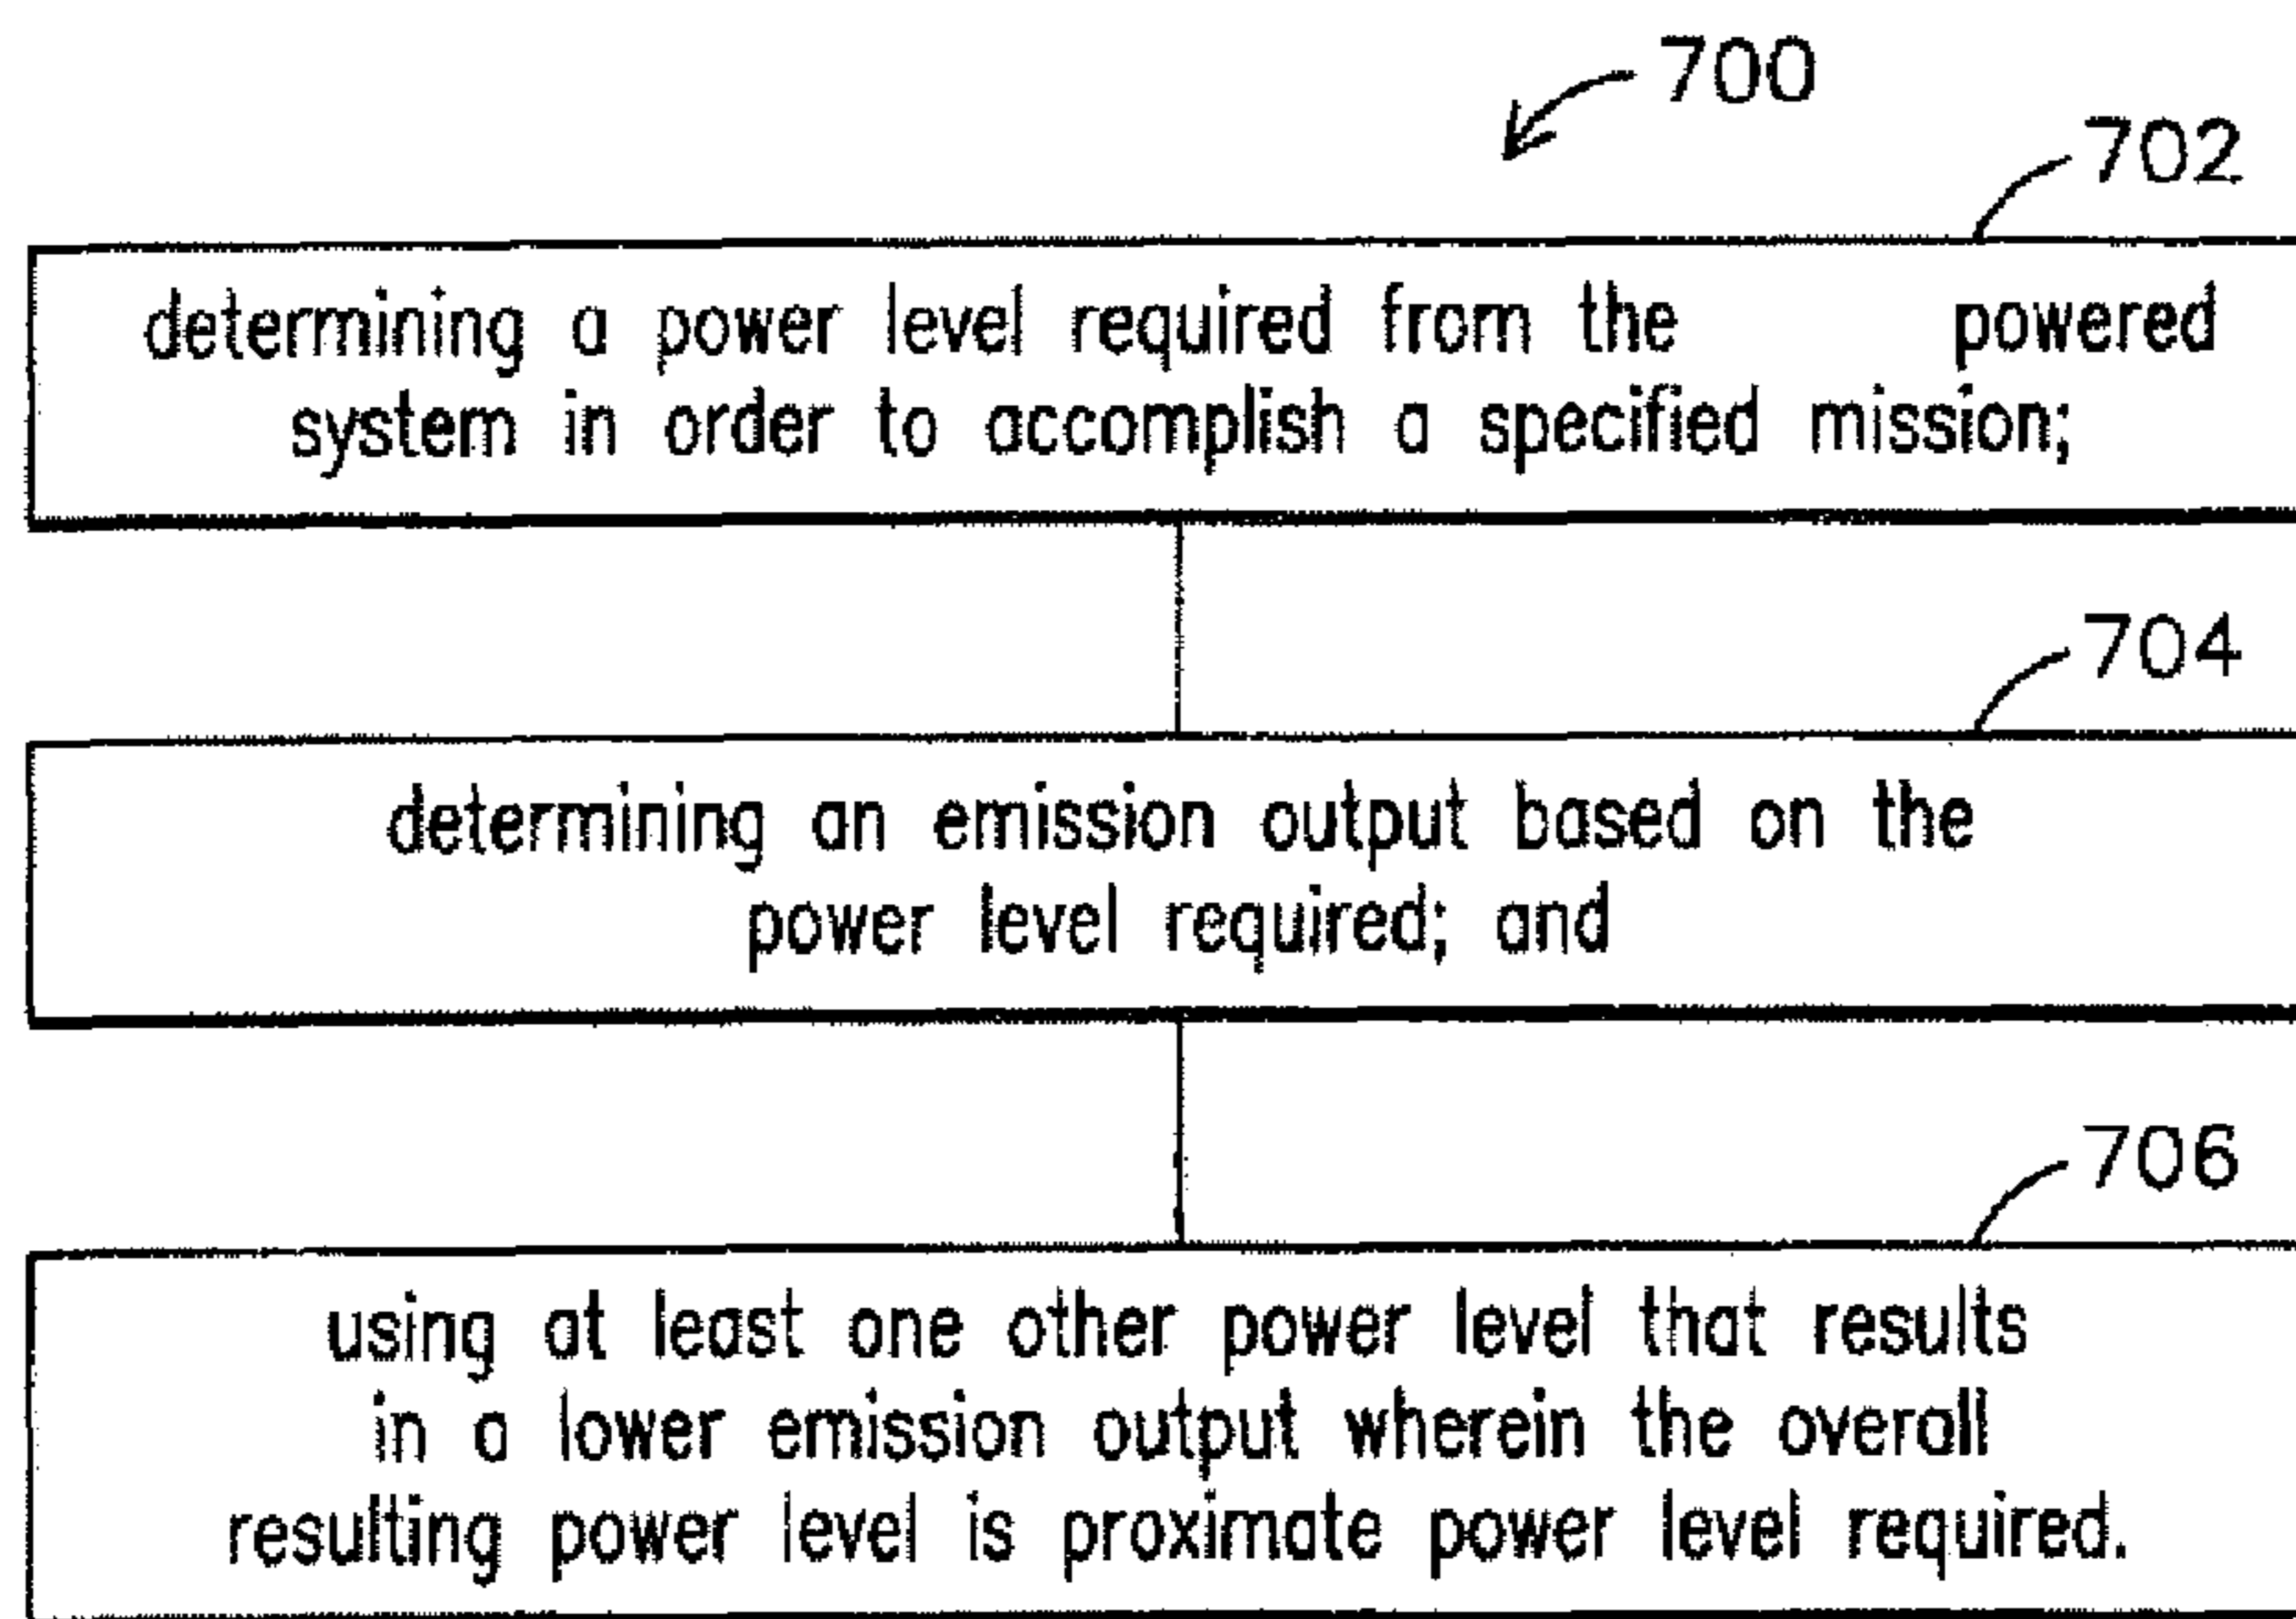 700
702
determining a power level required from the powered
system in order to accomplish a specified mission;
704
determining an emission output based on the
power level required; and
706
using at least one other power level that results
in a lower emission output wherein the overall
resulting power level is proximate power level required.